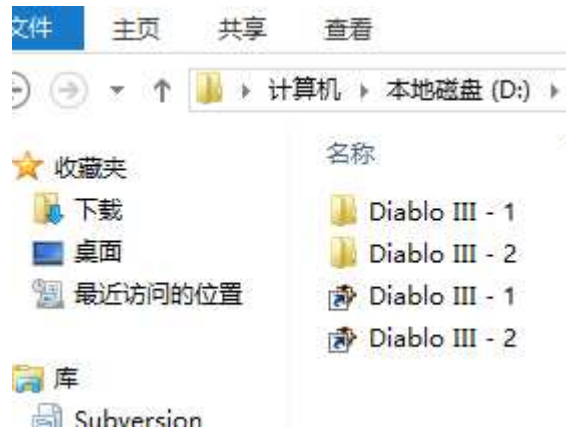 文件 主页 共享 查看
计算机 本地磁盘 (D:)
收藏夹
下载
桌面
最近访问的位置
库
Subversion
名称
Diablo III - 1
Diablo III - 2
Diablo III - 1
Diablo III - 2